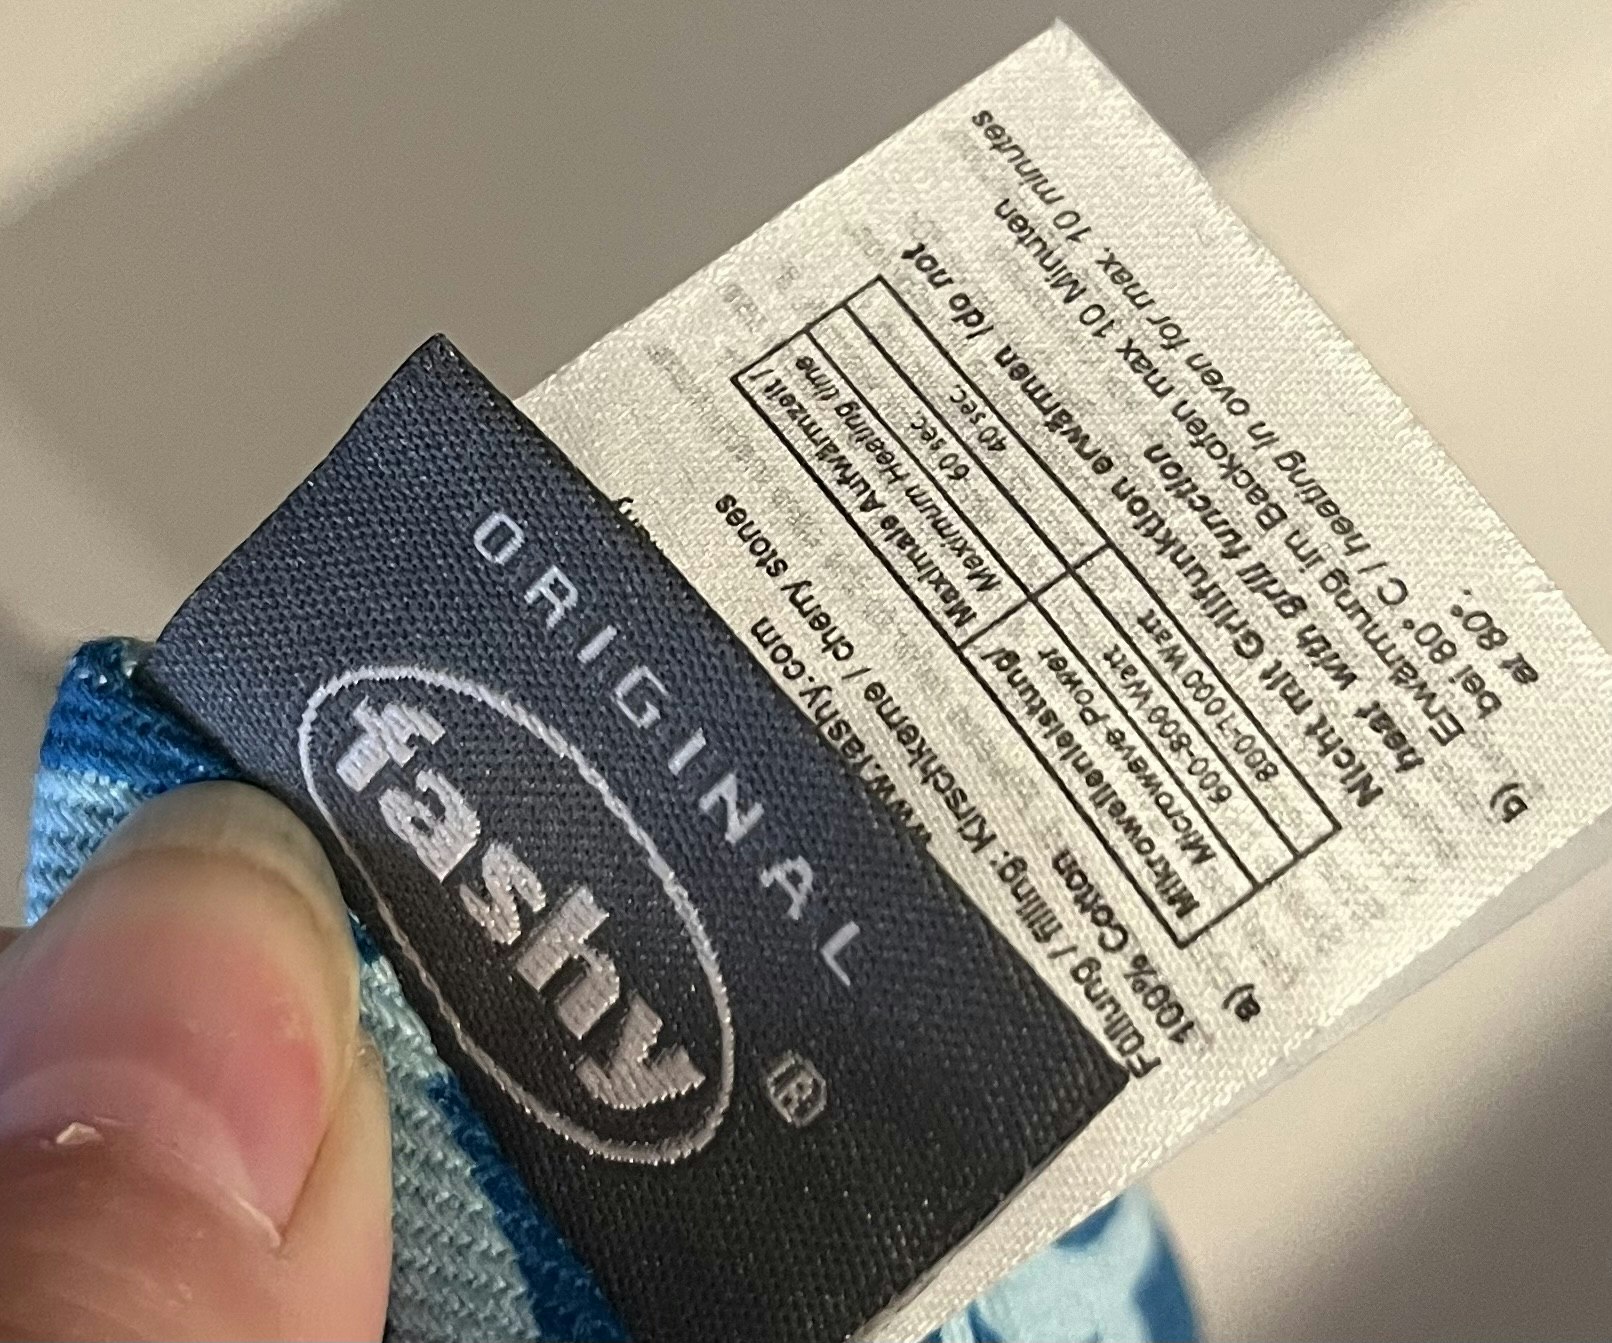 ORIGINAL
fashy
®
www.fashy.com
Füllung / filling: Kirschkerne / cherry stones
100% Cotton
a)
Mikrowellenleistung/ Maximale Aufwärmzeit /
Microwave Power Maximum Heating time
600-800 Watt 60 sec.
800-1000 Watt 40 sec.
Nicht mit Grillfunktion erwärmen / do not
heat with grill function
b) Erwärmung im Backofen max 10 Minuten
bei 80° C / heating in oven for max. 10 minutes
at 80°.